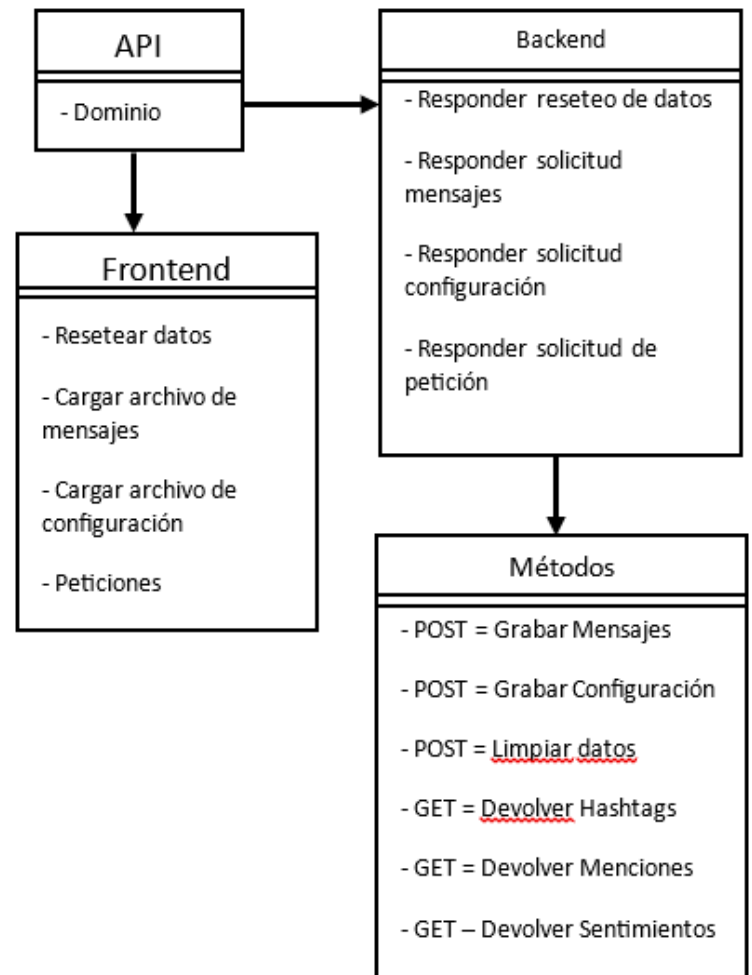 API
- Dominio
Backend
- Responder reseteo de datos
- Responder solicitud
mensajes
- Responder solicitud
configuración
- Responder solicitud de
petición
Frontend
- Resetear datos
- Cargar archivo de
mensajes
- Cargar archivo de
configuración
- Peticiones
Métodos
- POST = Grabar Mensajes
- POST = Grabar Configuración
- POST = Limpiar datos
- GET = Devolver Hashtags
- GET = Devolver Menciones
- GET – Devolver Sentimientos